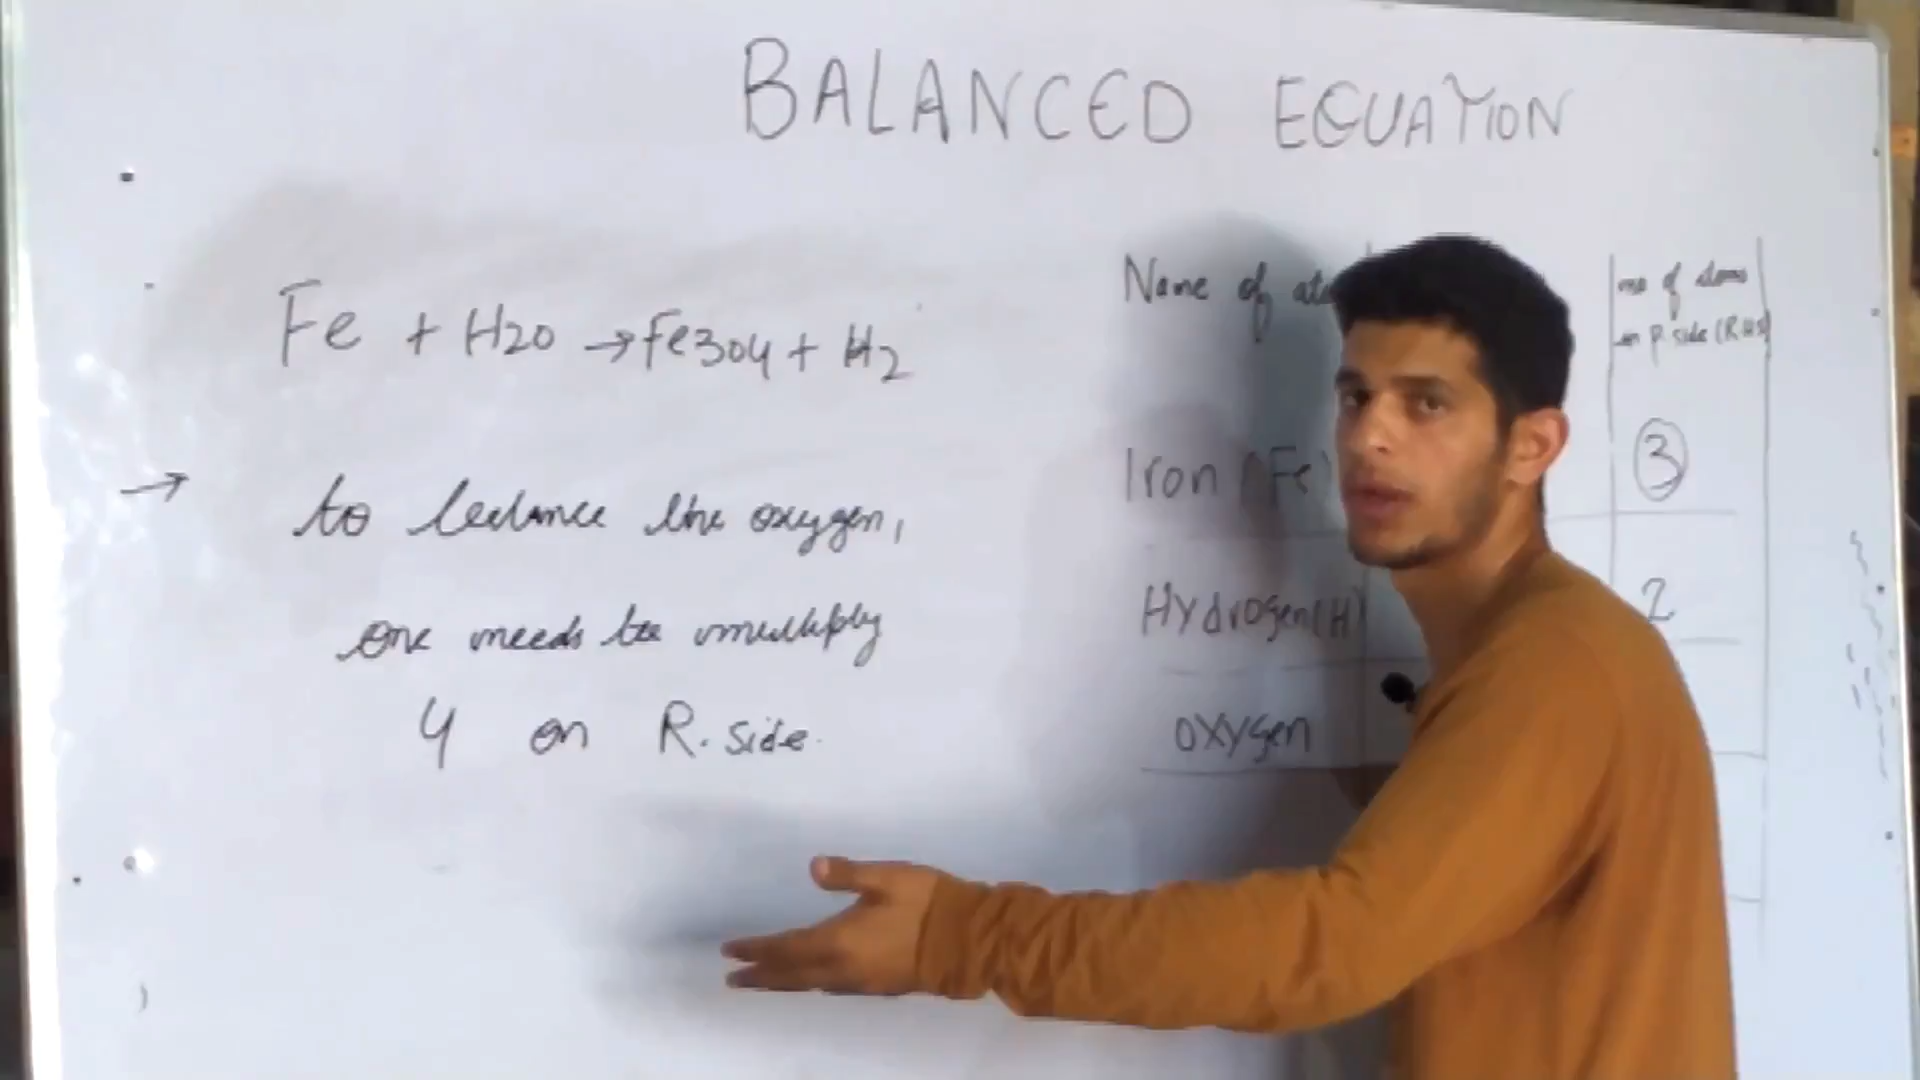 BALANCED EQUATION
Fe + H2O → Fe3O4 + H2
→ to balance the oxygen,
one needs to multiply
4 on R. side.
Name of
no of atoms
on R. side (RHS)
Iron (Fe) 3
Hydrogen (H) 2
oxygen